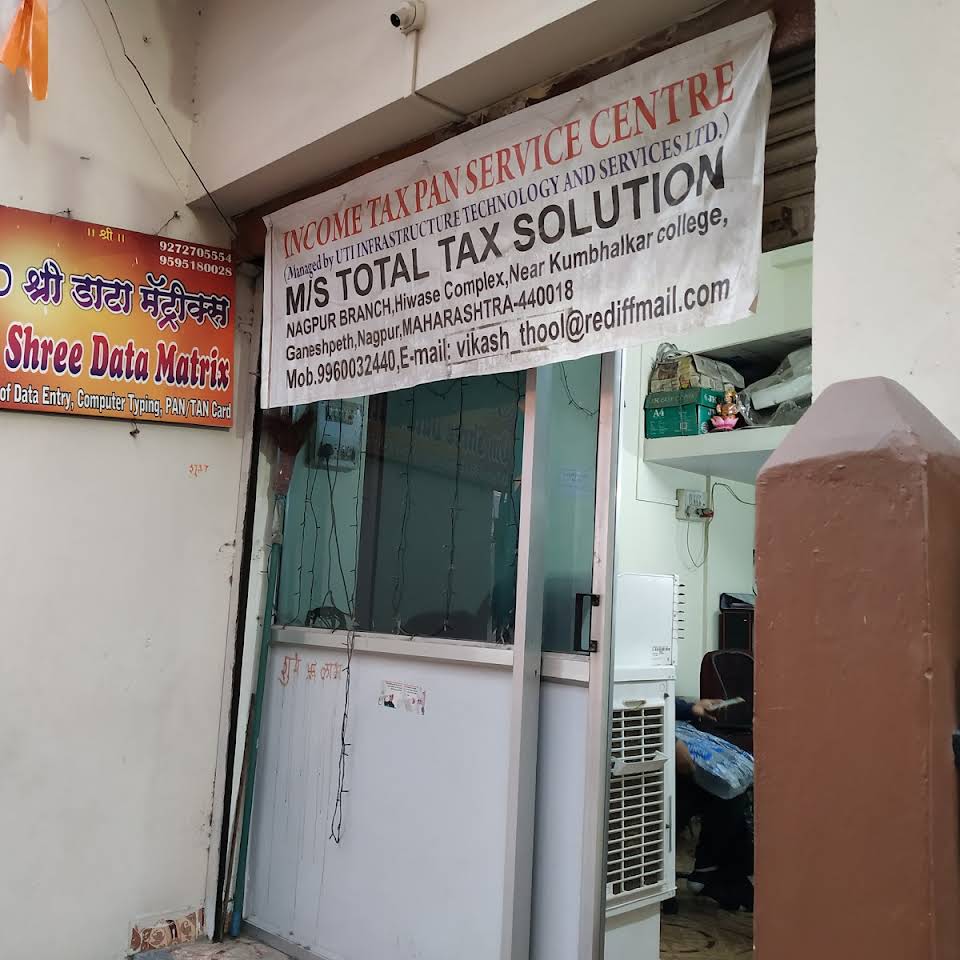 ॥ श्री ॥
9272705554
9595180028
श्री डाटा मॅट्रीक्स
Shree Data Matrix
of Data Entry, Computer Typing, PAN/TAN Card
INCOME TAX PAN SERVICE CENTRE
(Managed by UTI INFRASTRUCTURE TECHNOLOGY AND SERVICES LTD.)
M/S TOTAL TAX SOLUTION
NAGPUR BRANCH,Hiwase Complex,Near Kumbhalkar college,
Ganeshpeth,Nagpur.MAHARASHTRA-440018
Mob.9960032440,E-mail: vikash_thool@rediffmail.com
A4
शुभ
शुभ 卐 लाभ